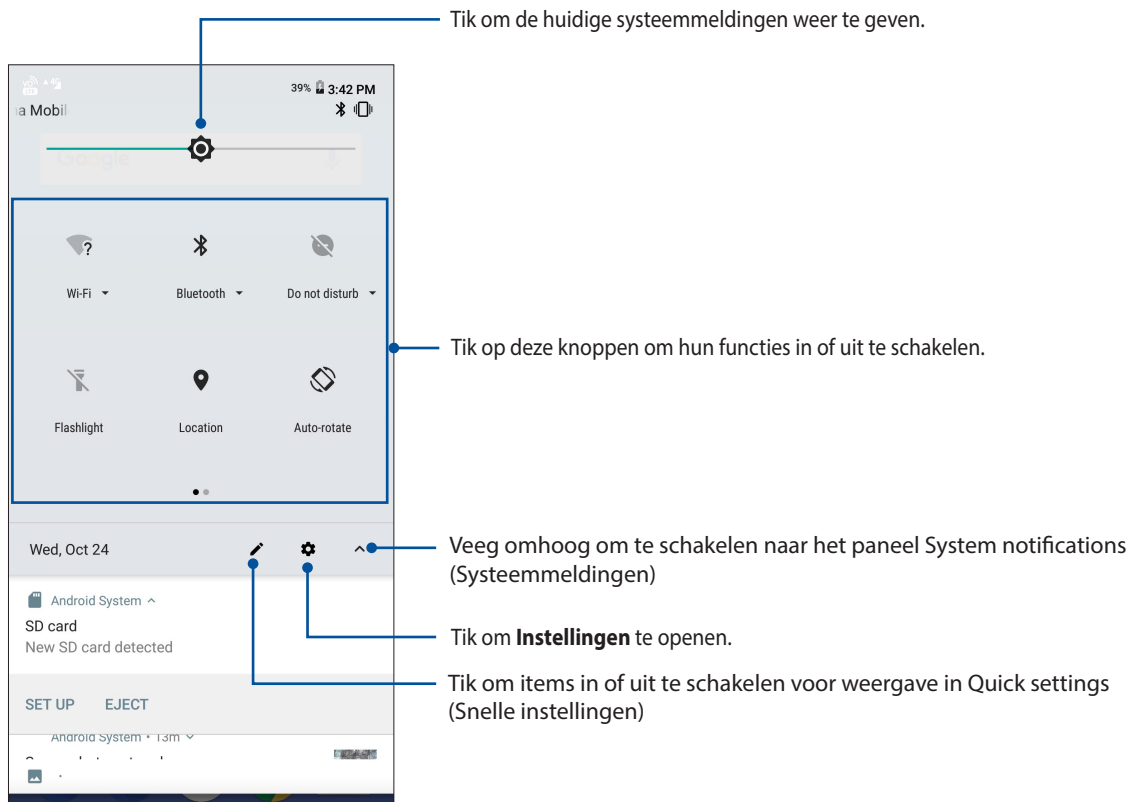 Tik om de huidige systeemmeldingen weer te geven.
39% 3:42 PM
a Mobil
Google
?
Wi-Fi
Bluetooth
Do not disturb
Tik op deze knoppen om hun functies in of uit te schakelen.
Flashlight
Location
Auto-rotate
Wed, Oct 24
Veeg omhoog om te schakelen naar het paneel System notifications
(Systeemmeldingen)
Android System
SD card
New SD card detected
Tik om Instellingen te openen.
Tik om items in of uit te schakelen voor weergave in Quick settings
(Snelle instellingen)
SET UP EJECT
Android System • 13m